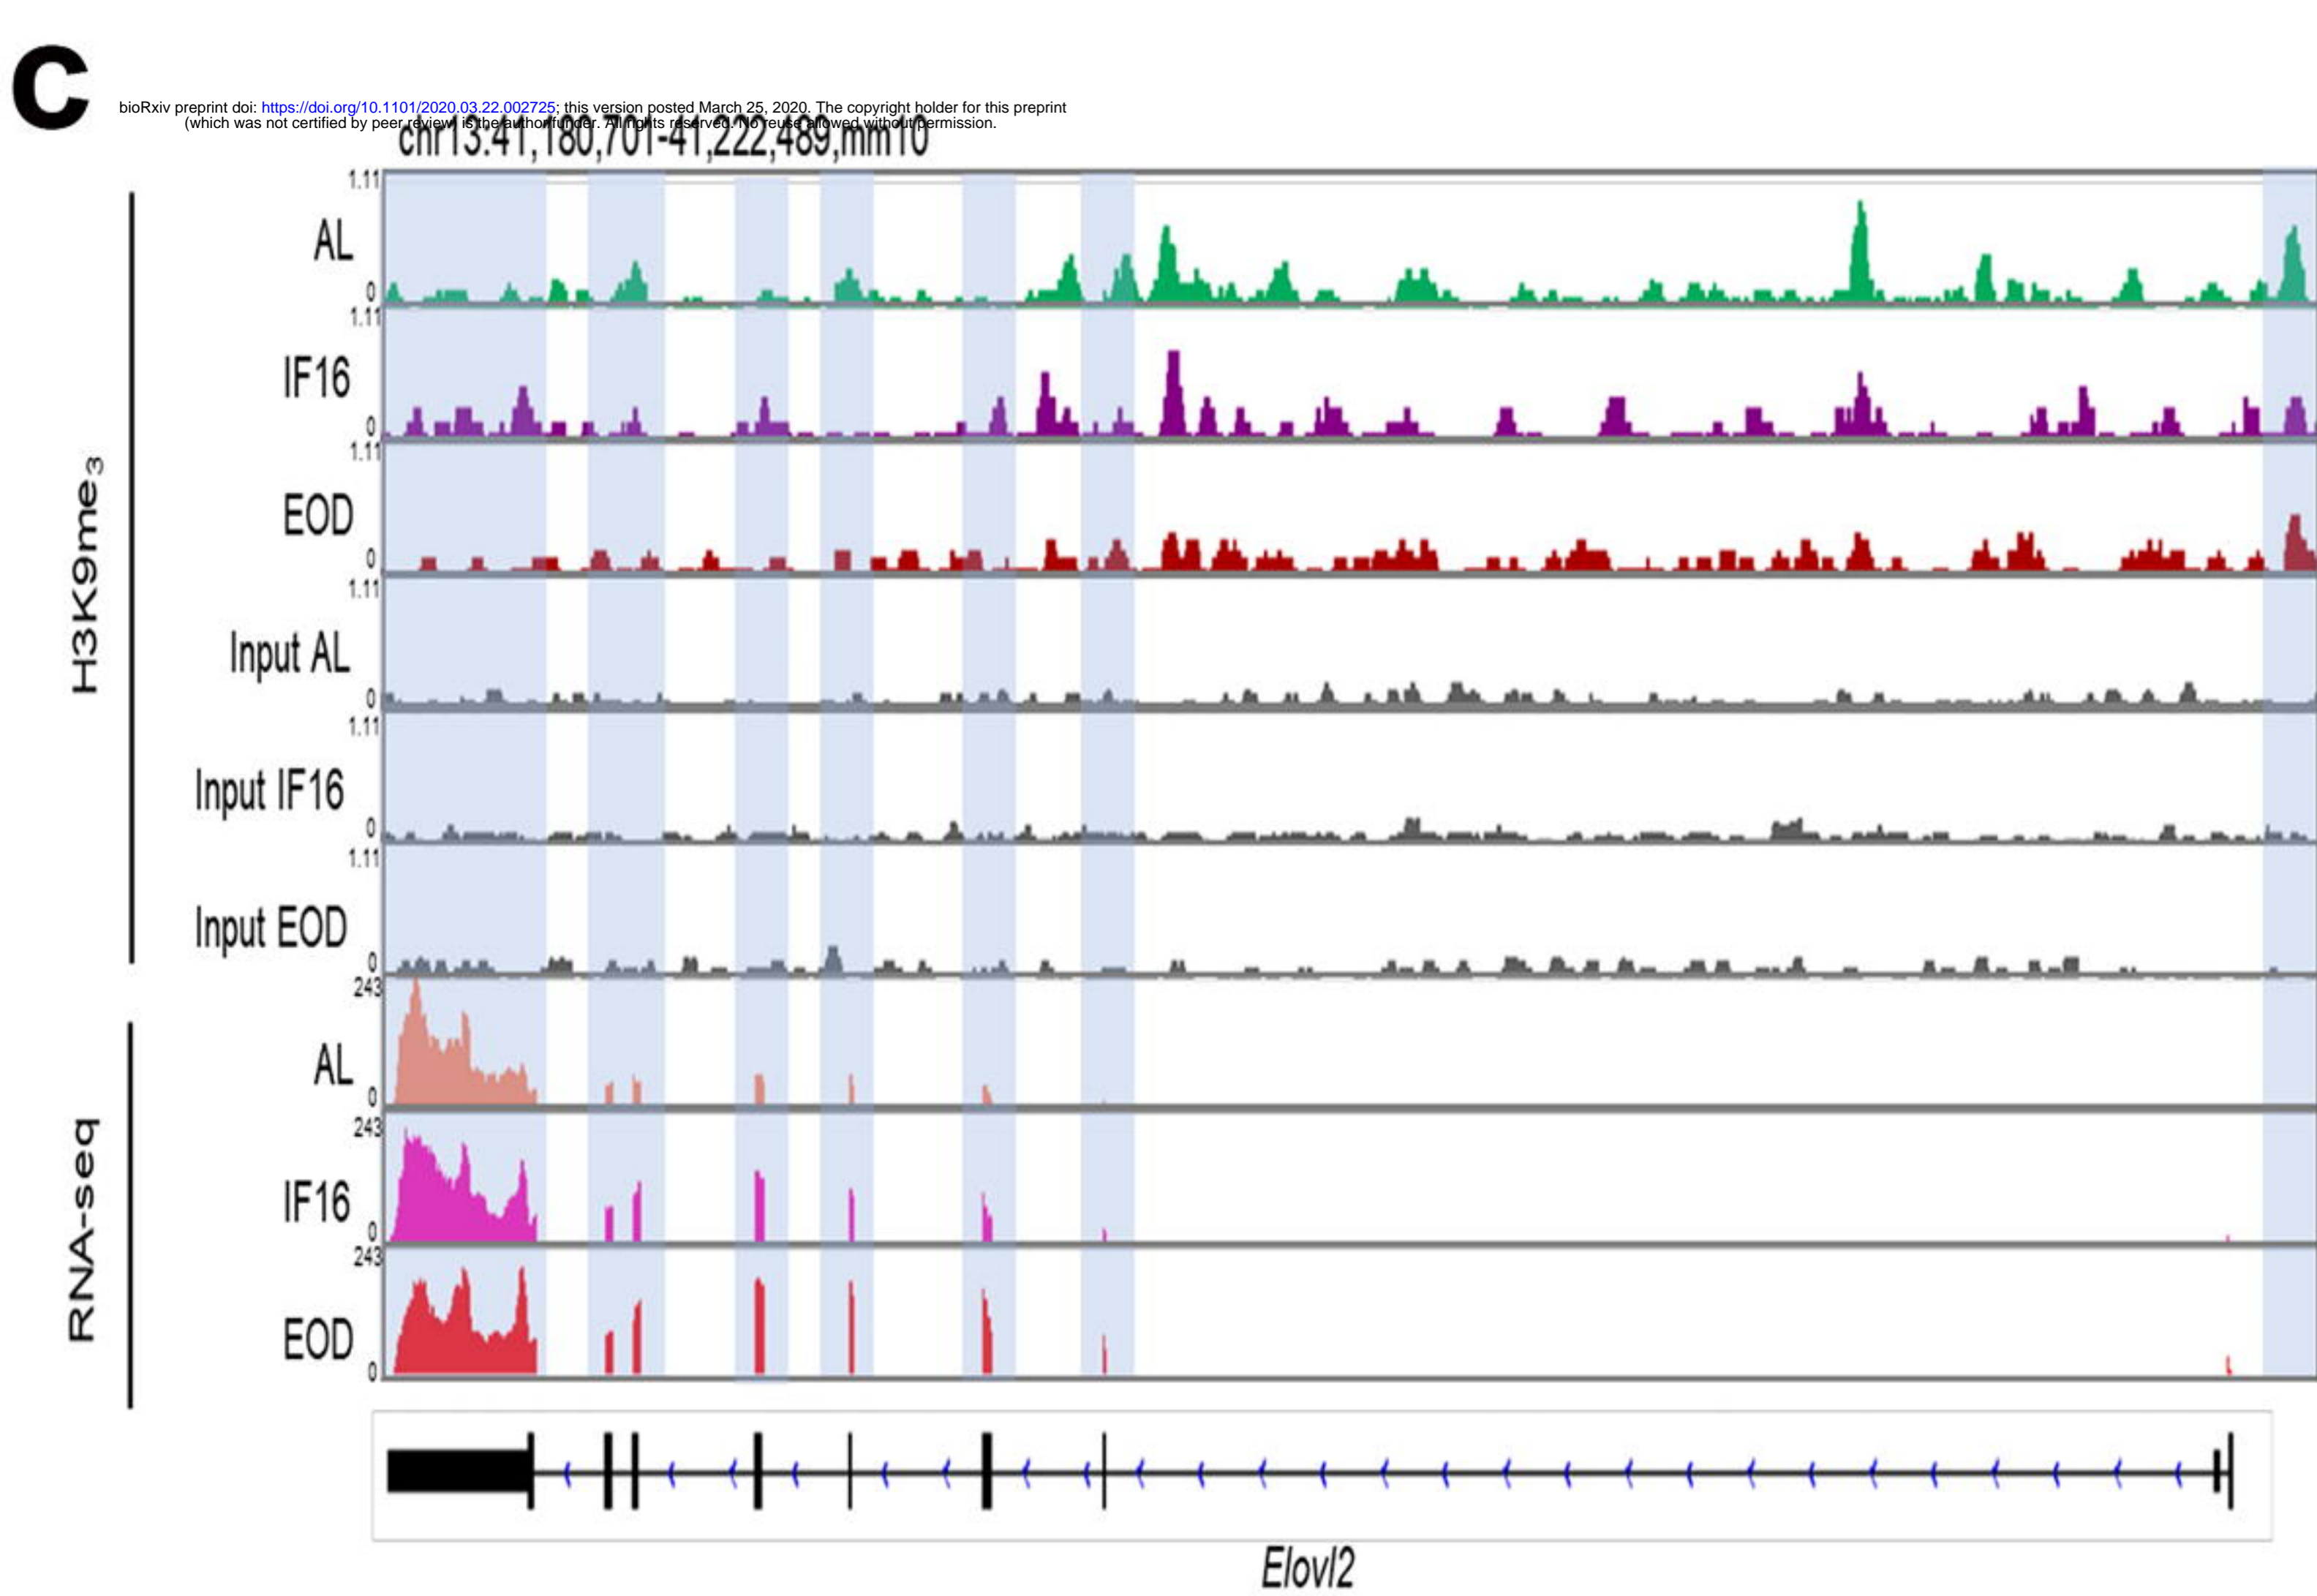 C
bioRxiv preprint doi: https://doi.org/10.1101/2020.03.22.002725; this version posted March 25, 2020. The copyright holder for this preprint
(which was not certified by peer review) is the author/funder. All rights reserved. No reuse allowed without permission.
chr13:41,180,701-41,222,489,mm10
H3K9me3
1.11
AL
0
1.11
IF16
0
1.11
EOD
0
1.11
Input AL
0
1.11
Input IF16
0
1.11
Input EOD
0
RNA-seq
243
AL
0
243
IF16
0
243
EOD
0
Elovl2